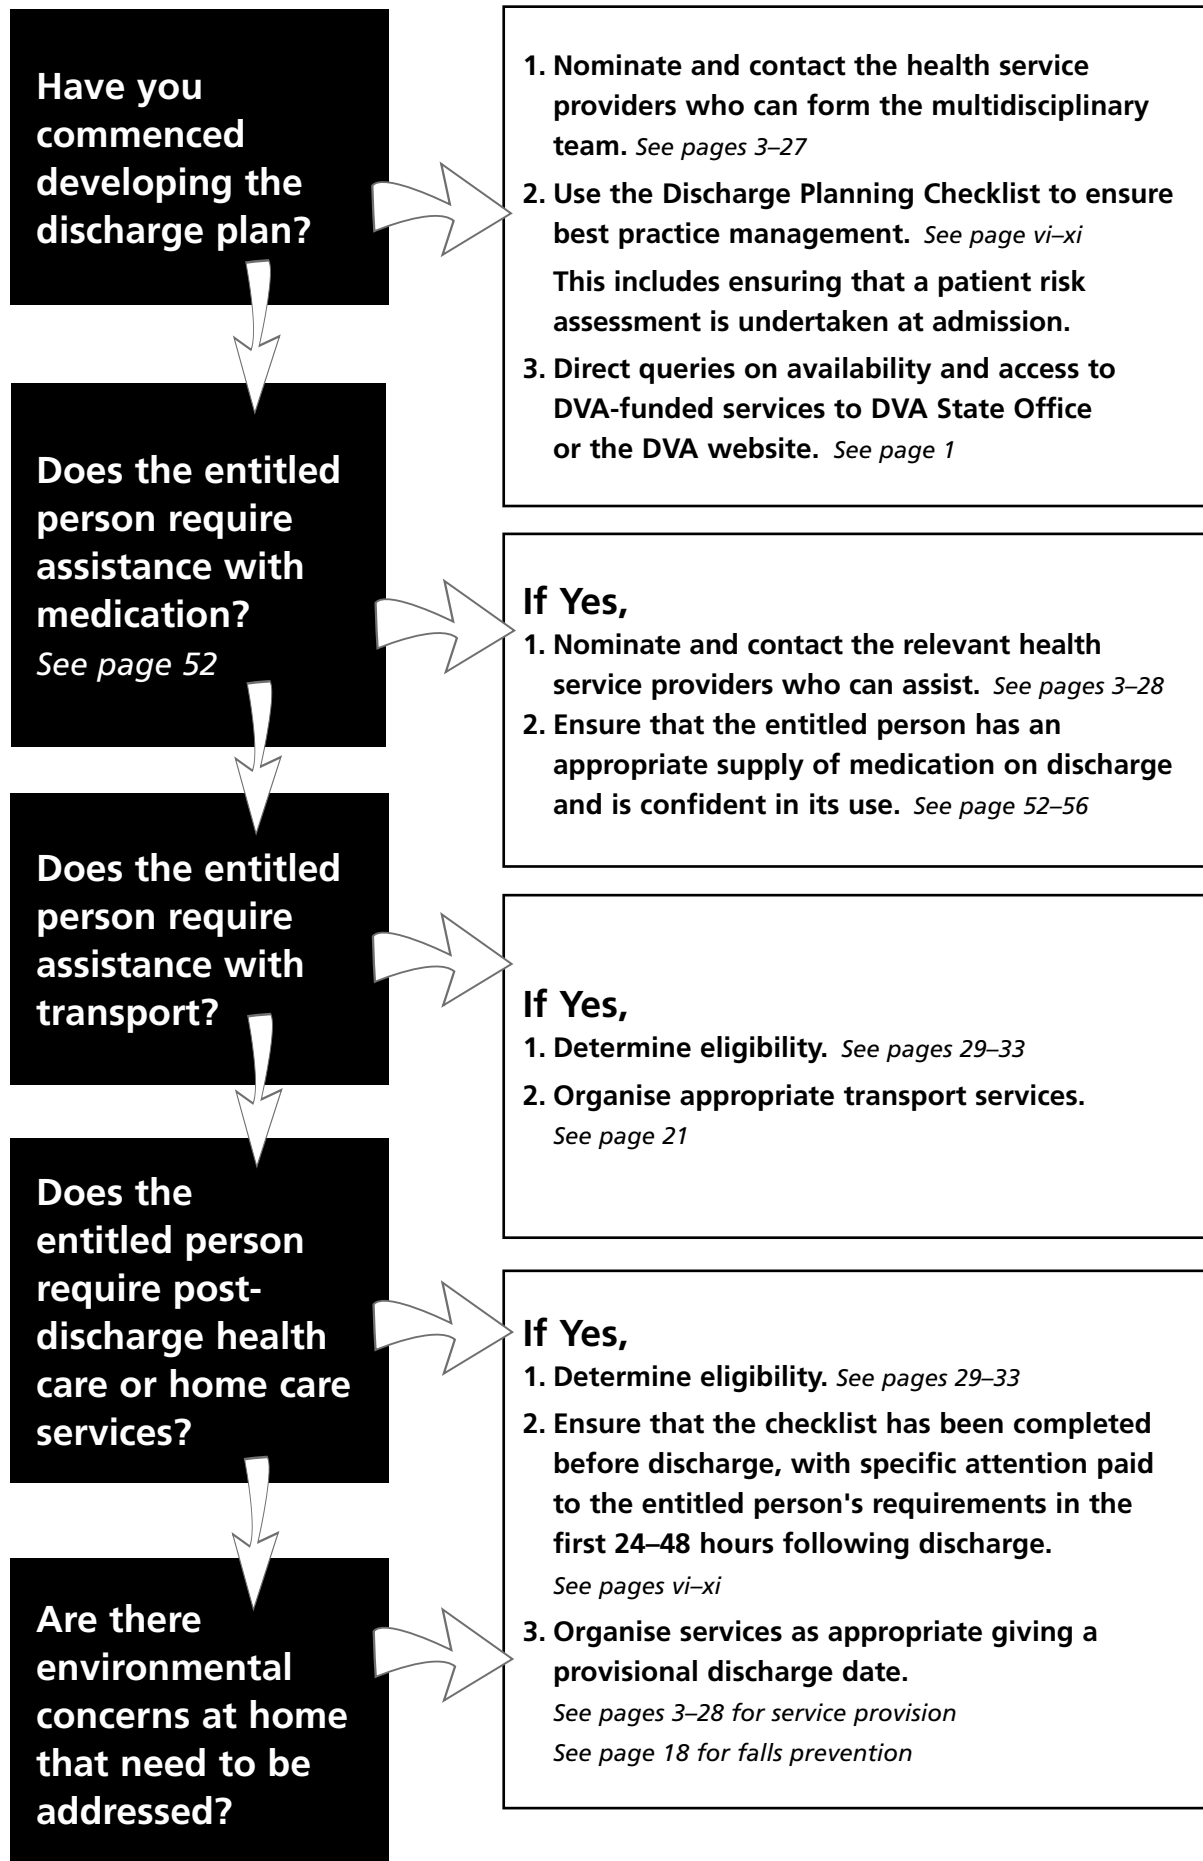 Have you
commenced
developing the
discharge plan?
1. Nominate and contact the health service
providers who can form the multidisciplinary
team. See pages 3–27
2. Use the Discharge Planning Checklist to ensure
best practice management. See page vi–xi
This includes ensuring that a patient risk
assessment is undertaken at admission.
3. Direct queries on availability and access to
DVA-funded services to DVA State Office
or the DVA website. See page 1
Does the entitled
person require
assistance with
medication?
See page 52
If Yes,
1. Nominate and contact the relevant health
service providers who can assist. See pages 3–28
2. Ensure that the entitled person has an
appropriate supply of medication on discharge
and is confident in its use. See page 52–56
Does the entitled
person require
assistance with
transport?
If Yes,
1. Determine eligibility. See pages 29–33
2. Organise appropriate transport services.
See page 21
Does the
entitled person
require post-
discharge health
care or home care
services?
If Yes,
1. Determine eligibility. See pages 29–33
2. Ensure that the checklist has been completed
before discharge, with specific attention paid
to the entitled person's requirements in the
first 24–48 hours following discharge.
See pages vi–xi
3. Organise services as appropriate giving a
provisional discharge date.
See pages 3–28 for service provision
See page 18 for falls prevention
Are there
environmental
concerns at home
that need to be
addressed?